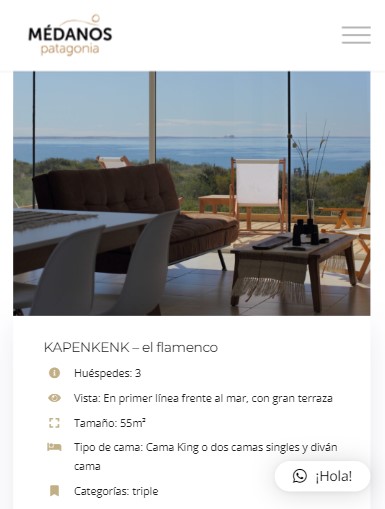 MÉDANOS
patagonia
KAPENKENK – el flamenco
Huéspedes: 3
Vista: En primer línea frente al mar, con gran terraza
Tamaño: 55m²
Tipo de cama: Cama King o dos camas singles y diván
cama
¡Hola!
Categorías: triple